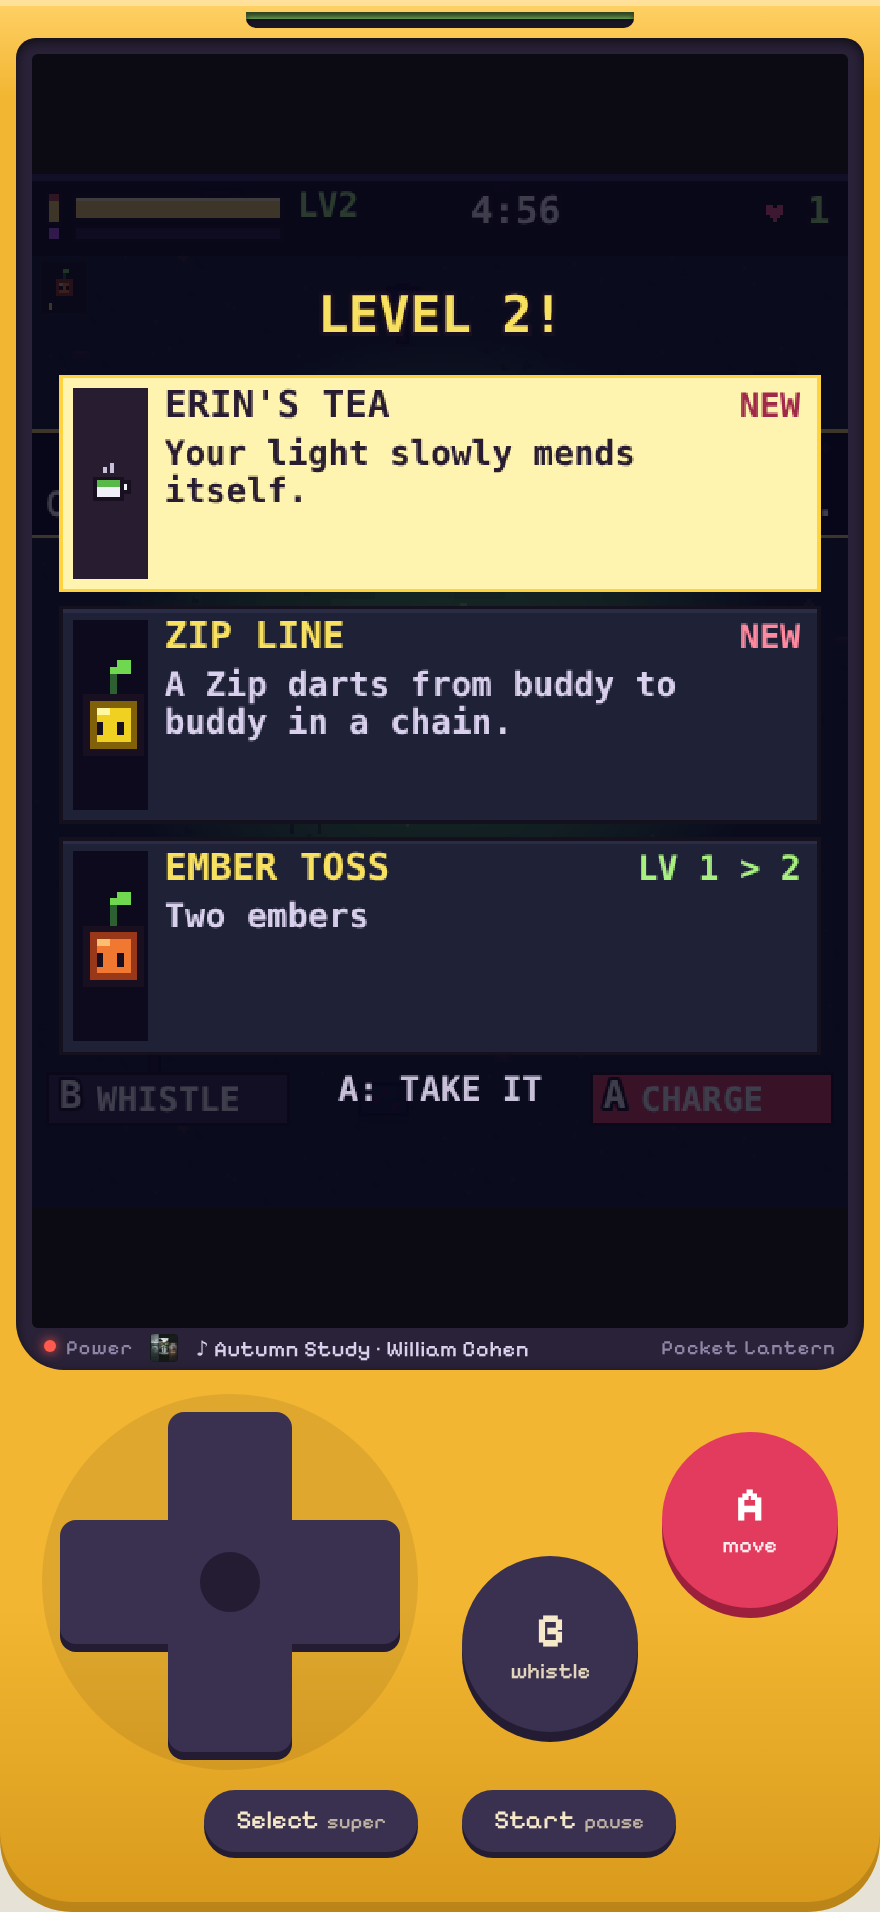 LV2
4:56
1
LEVEL 2!
ERIN'S TEA
NEW
Your light slowly mends
itself.
ZIP LINE
NEW
A Zip darts from buddy to
buddy in a chain.
EMBER TOSS
LV 1 > 2
Two embers
B WHISTLE
A: TAKE IT
A CHARGE
Power
♪ Autumn Study · William Cohen
Pocket Lantern
A
move
B
whistle
Select super
Start pause